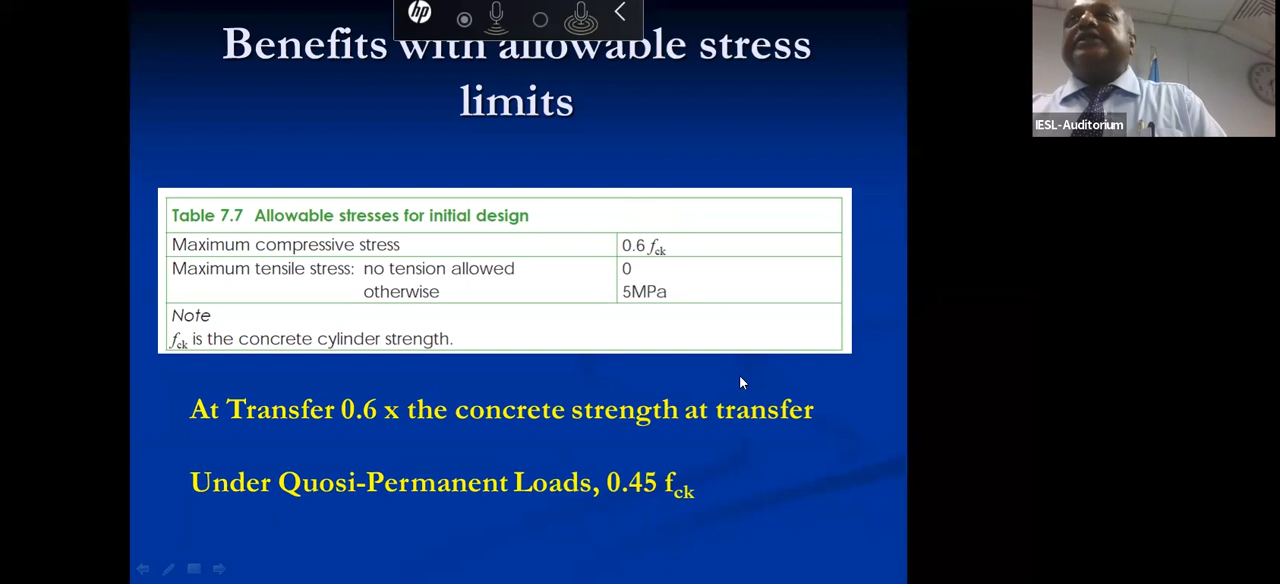 hp
Benefits with allowable stress
limits
IESL-Auditorium
Table 7.7 Allowable stresses for initial design
Maximum compressive stress 0.6 fck
Maximum tensile stress: no tension allowed 0
otherwise 5MPa
Note
fck is the concrete cylinder strength.
At Transfer 0.6 x the concrete strength at transfer
Under Quosi-Permanent Loads, 0.45 fck